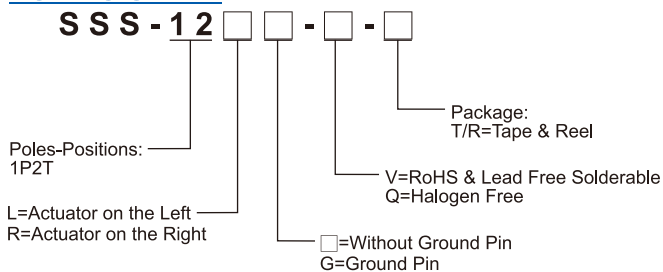 SSS-12□□-□-□
Package:
T/R=Tape & Reel
Poles-Positions:
1P2T
V=RoHS & Lead Free Solderable
Q=Halogen Free
L=Actuator on the Left
R=Actuator on the Right
□=Without Ground Pin
G=Ground Pin